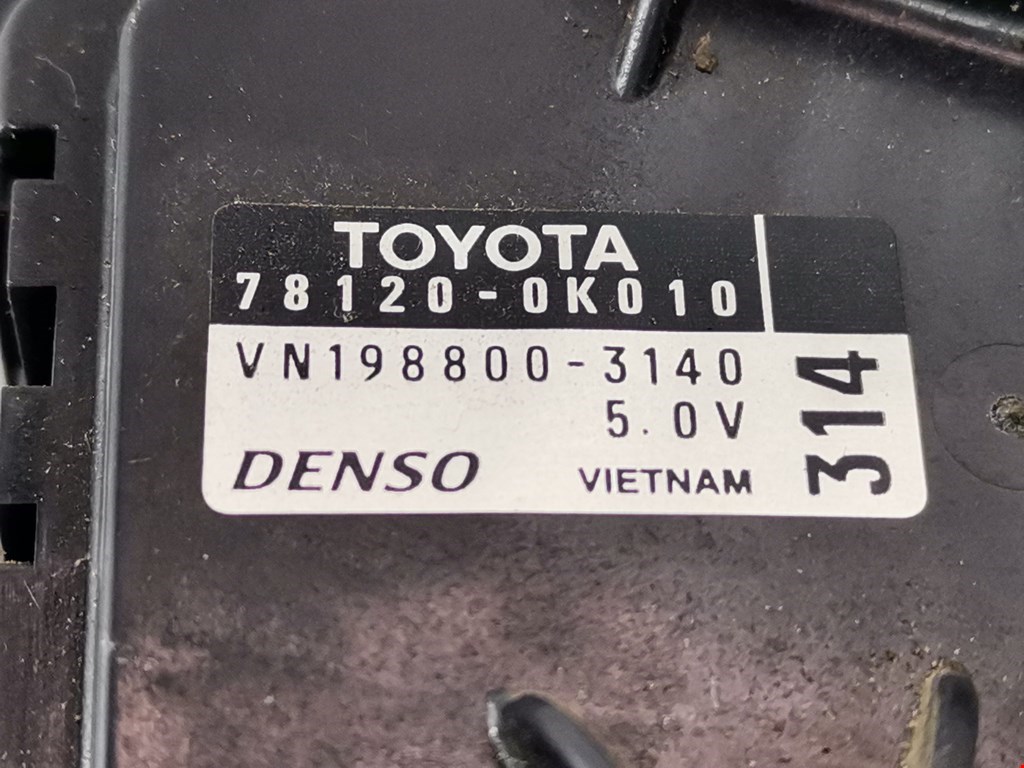 TOYOTA
78120-0K010
VN198800-3140
5.0V
DENSO VIETNAM
314